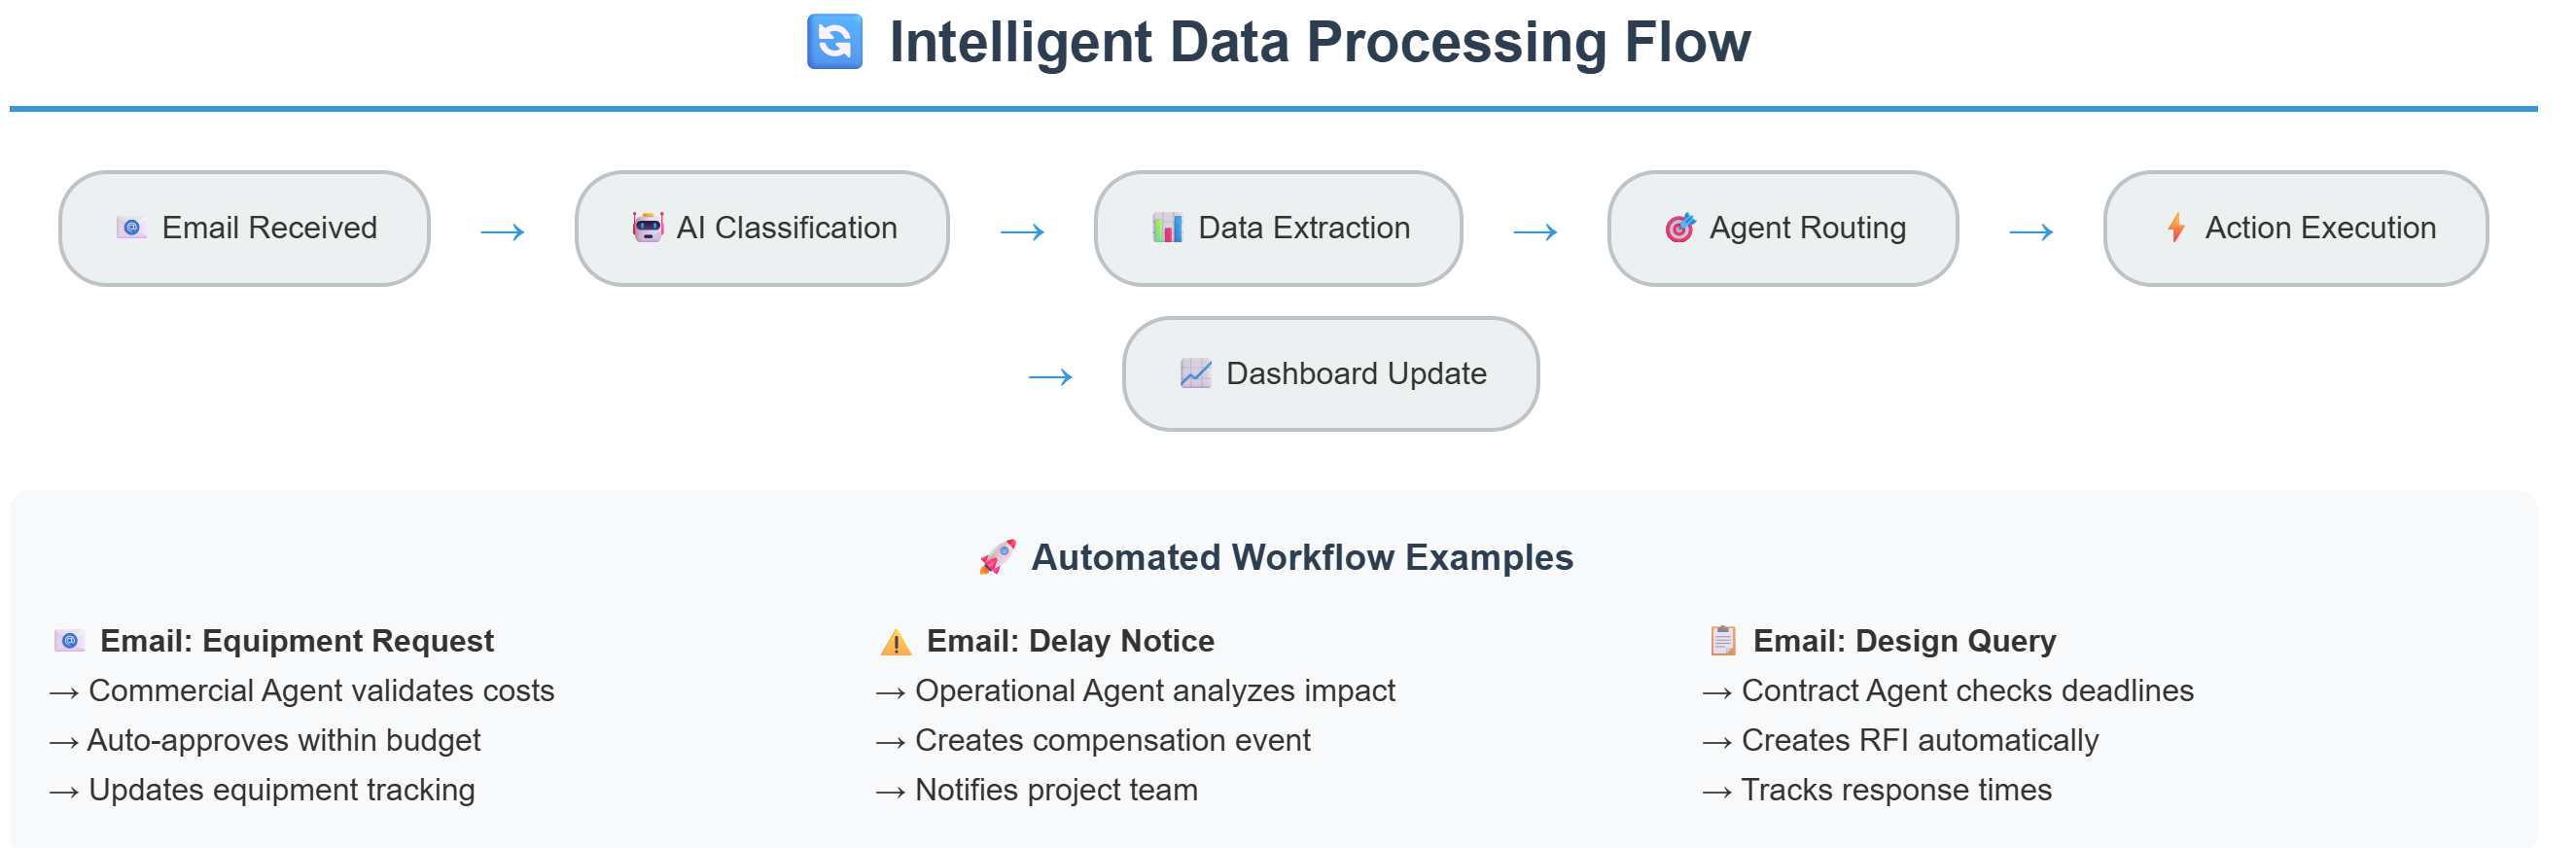 🔄 Intelligent Data Processing Flow
📧 Email Received → 🤖 AI Classification → 📊 Data Extraction → 🎯 Agent Routing → ⚡ Action Execution
→ 📈 Dashboard Update
🚀 Automated Workflow Examples
📧 Email: Equipment Request
→ Commercial Agent validates costs
→ Auto-approves within budget
→ Updates equipment tracking
⚠️ Email: Delay Notice
→ Operational Agent analyzes impact
→ Creates compensation event
→ Notifies project team
📋 Email: Design Query
→ Contract Agent checks deadlines
→ Creates RFI automatically
→ Tracks response times